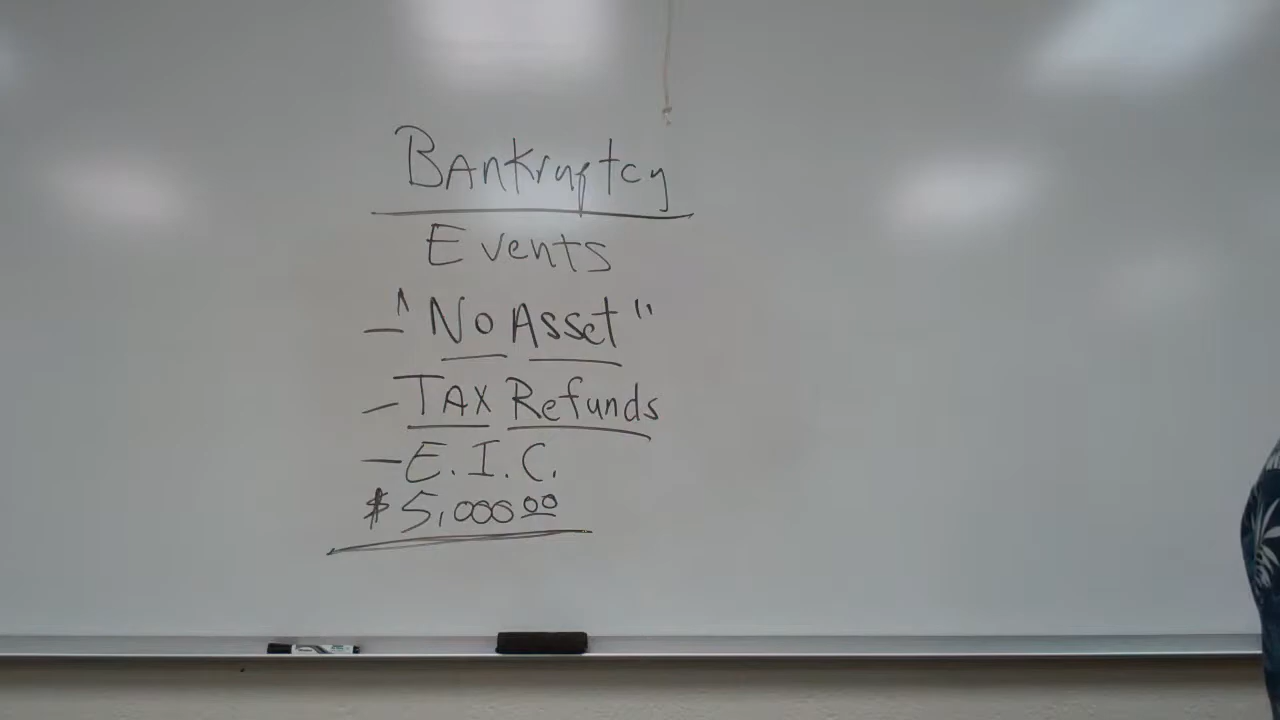 Bankruptcy
Events
- "No Asset"
- TAX Refunds
- E.I.C.
$5,000.00